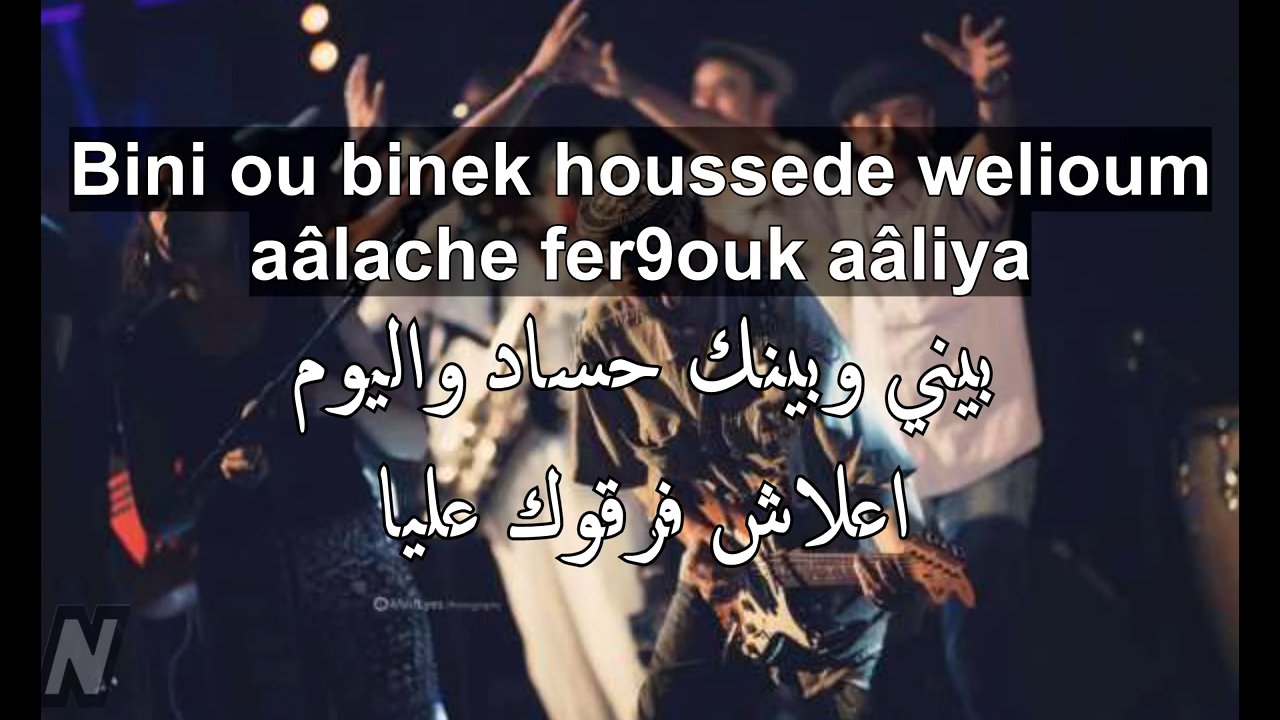 Bini ou binek houssede welioum
aâlache fer9ouk aâliya
بيني وبينك حساد واليوم
اعلاش فرقوك عليا
N